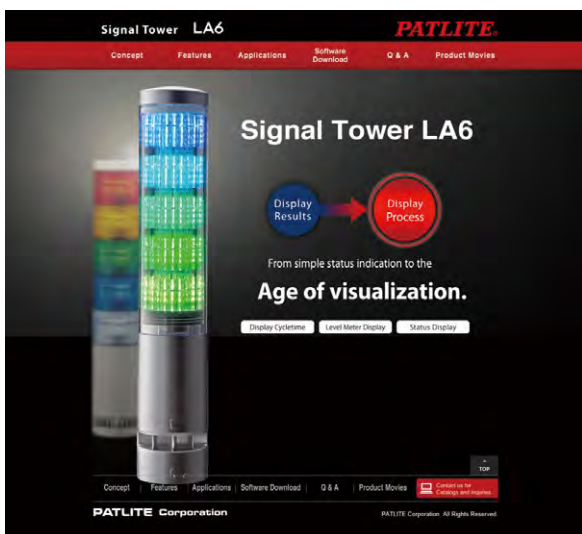 Signal Tower LA6
PATLITE®
Concept Features Applications Software Download Q & A Product Movies
Signal Tower LA6
Display Results
Display Process
From simple status indication to the
Age of visualization.
Display Cycletime Level Meter Display Status Display
TOP
Concept | Features | Applications | Software Download | Q & A | Product Movies
Contact us for
Catalogs and inquiries
PATLITE Corporation
PATLITE Corporation. All Rights Reserved.